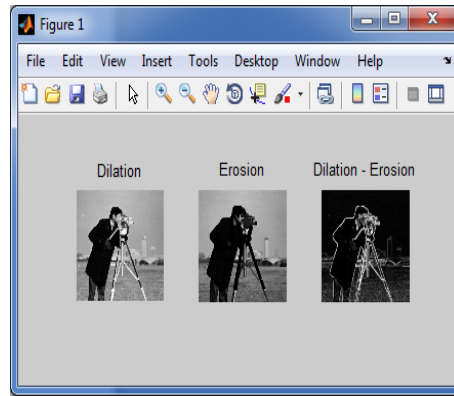 Figure 1
File Edit View Insert Tools Desktop Window Help
Dilation Erosion Dilation - Erosion